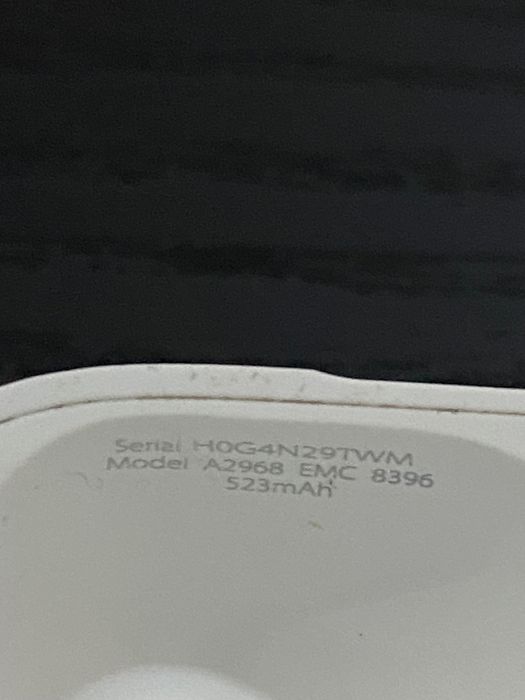 Serial H0G4N29TWM
Model A2968 EMC 8396
523mAh